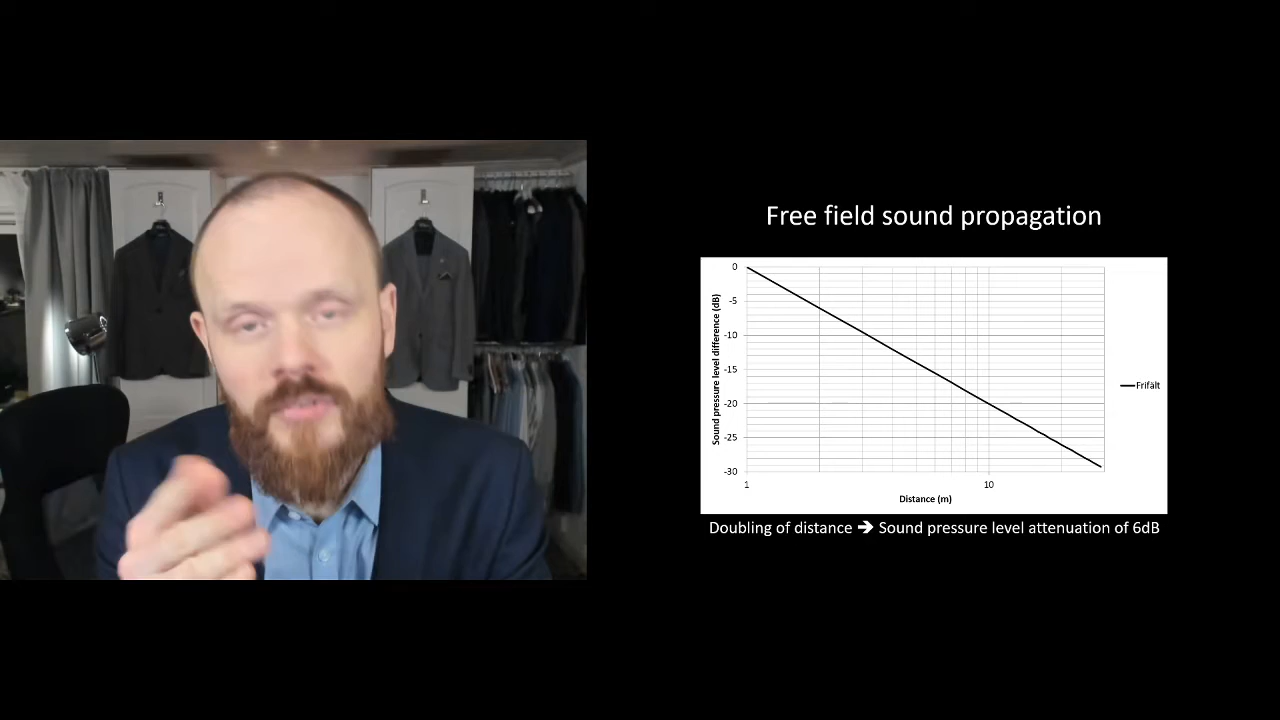 Free field sound propagation
0
-5
-10
-15
-20
-25
-30
Sound pressure level difference (dB)
1
10
Distance (m)
Frifält
Doubling of distance 🡲 Sound pressure level attenuation of 6dB